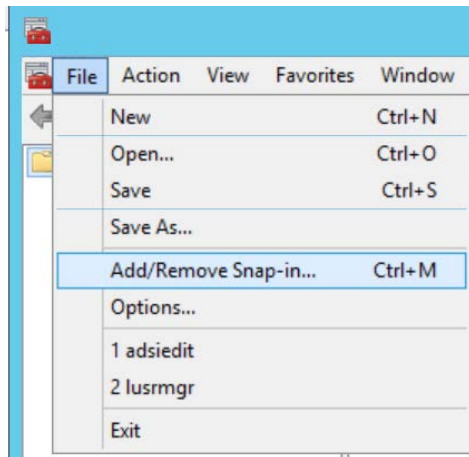 File Action View Favorites Window
New Ctrl+N
Open... Ctrl+O
Save Ctrl+S
Save As...
Add/Remove Snap-in... Ctrl+M
Options...
1 adsiedit
2 lusrmgr
Exit